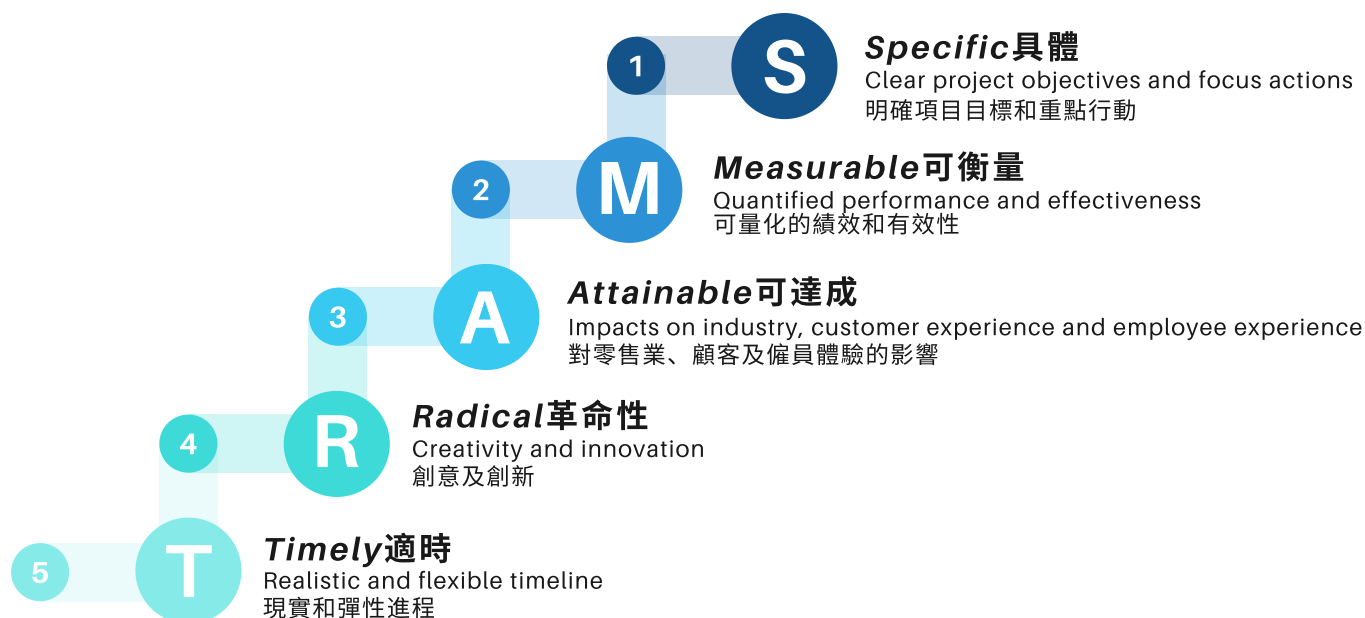 1
S
Specific具體
Clear project objectives and focus actions
明確項目目標和重點行動
2
M
Measurable可衡量
Quantified performance and effectiveness
可量化的績效和有效性
3
A
Attainable可達成
Impacts on industry, customer experience and employee experience
對零售業、顧客及僱員體驗的影響
4
R
Radical革命性
Creativity and innovation
創意及創新
5
T
Timely適時
Realistic and flexible timeline
現實和彈性進程